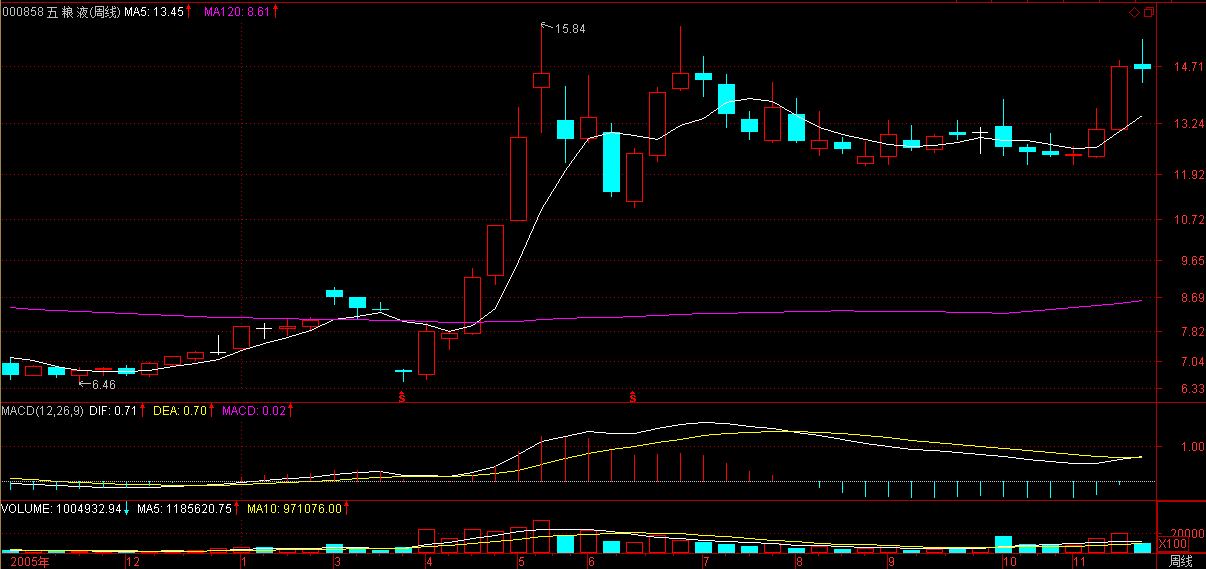 000858 五 粮 液(周线) MA5: 13.45↑ MA120: 8.61↑
15.84
14.71
13.24
11.92
10.72
9.65
8.69
7.82
7.04
6.46
6.33
S S
MACD(12,26,9) DIF: 0.71↑ DEA: 0.70↑ MACD: 0.02↑
1.00
VOLUME: 1004932.94↓ MA5: 1185620.75↑ MA10: 971076.00↑
20000
X100
2005年 12 1 3 4 5 6 7 8 9 10 11 周线